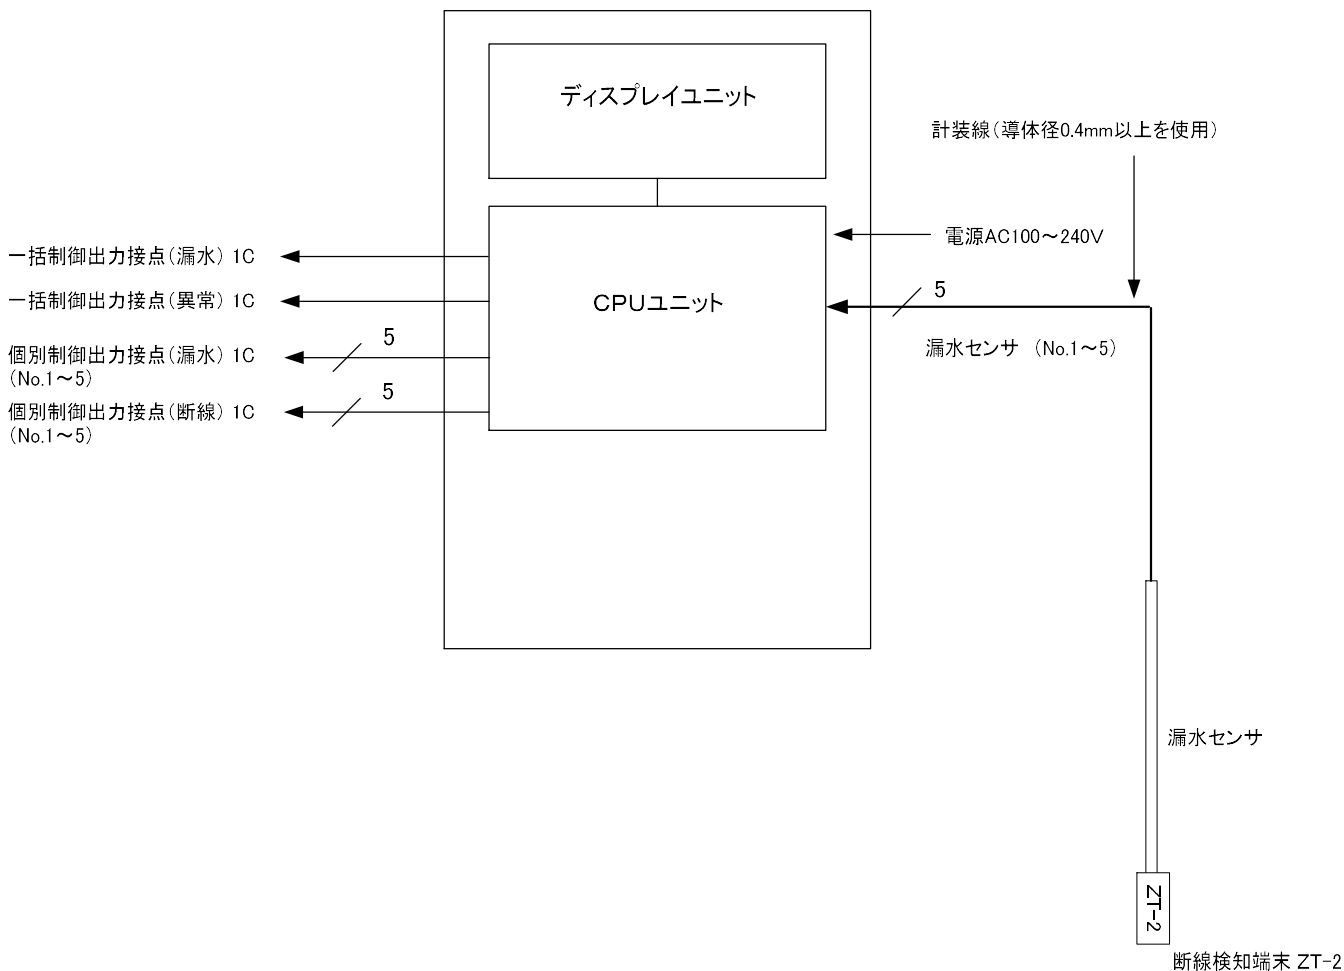 ディスプレイユニット
計装線(導体径0.4mm以上を使用)
電源AC100～240V
一括制御出力接点(漏水) 1C
一括制御出力接点(異常) 1C
CPUユニット
5
漏水センサ (No.1～5)
5
個別制御出力接点(漏水) 1C
(No.1～5)
5
個別制御出力接点(断線) 1C
(No.1～5)
漏水センサ
ZT-2
断線検知端末 ZT-2